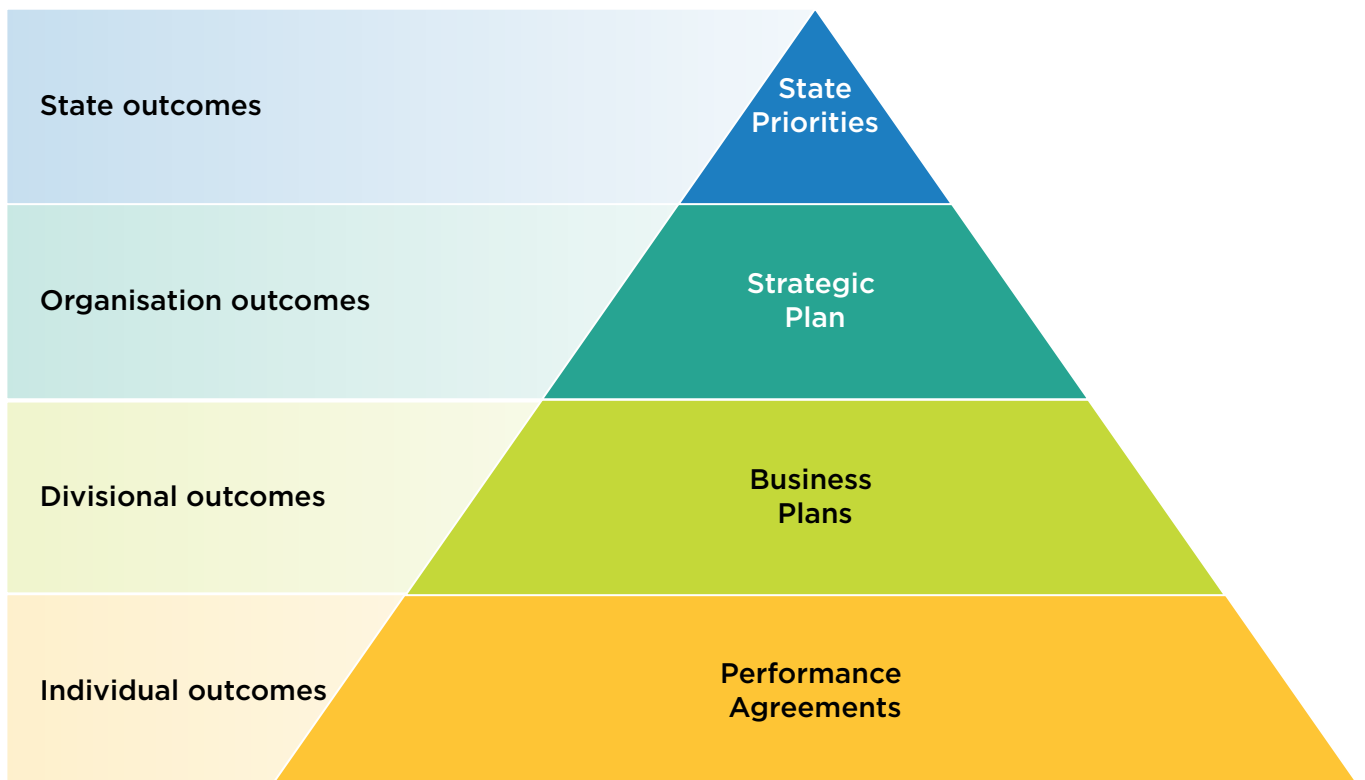 State outcomes
State
Priorities
Organisation outcomes
Strategic
Plan
Divisional outcomes
Business
Plans
Individual outcomes
Performance
Agreements